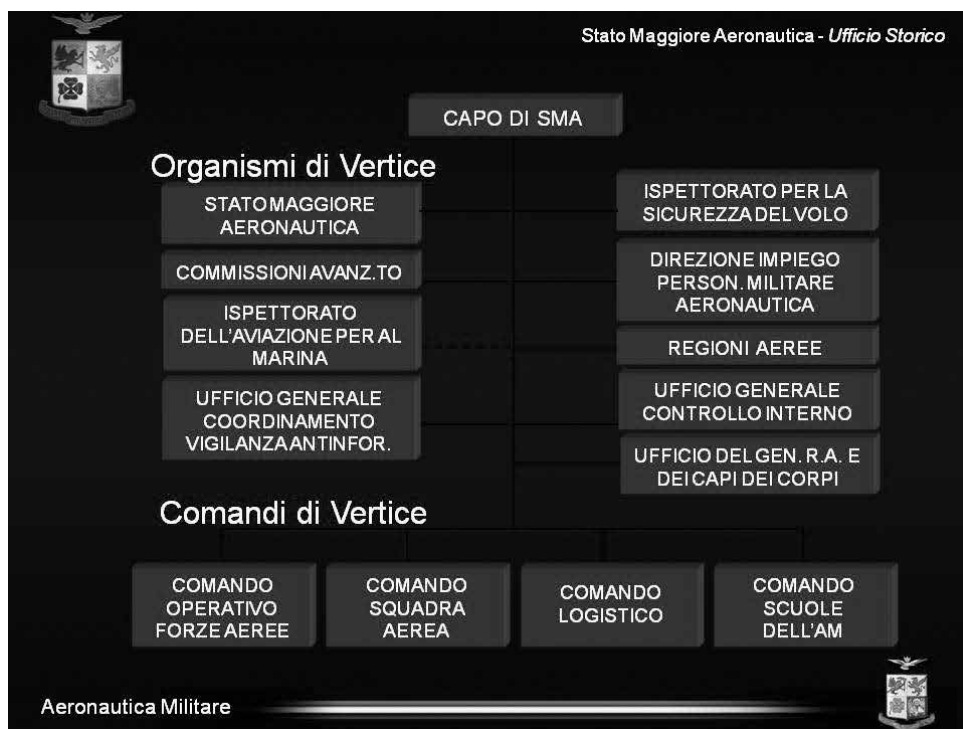 Stato Maggiore Aeronautica - Ufficio Storico
CAPO DI SMA
Organismi di Vertice
STATO MAGGIORE
AERONAUTICA
COMMISSIONI AVANZ.TO
ISPETTORATO
DELL'AVIAZIONE PER AL
MARINA
UFFICIO GENERALE
COORDINAMENTO
VIGILANZA ANTINFOR.
ISPETTORATO PER LA
SICUREZZA DEL VOLO
DIREZIONE IMPIEGO
PERSON. MILITARE
AERONAUTICA
REGIONI AEREE
UFFICIO GENERALE
CONTROLLO INTERNO
UFFICIO DEL GEN. R.A. E
DEI CAPI DEI CORPI
Comandi di Vertice
COMANDO
OPERATIVO
FORZE AEREE
COMANDO
SQUADRA
AEREA
COMANDO
LOGISTICO
COMANDO
SCUOLE
DELL'AM
Aeronautica Militare